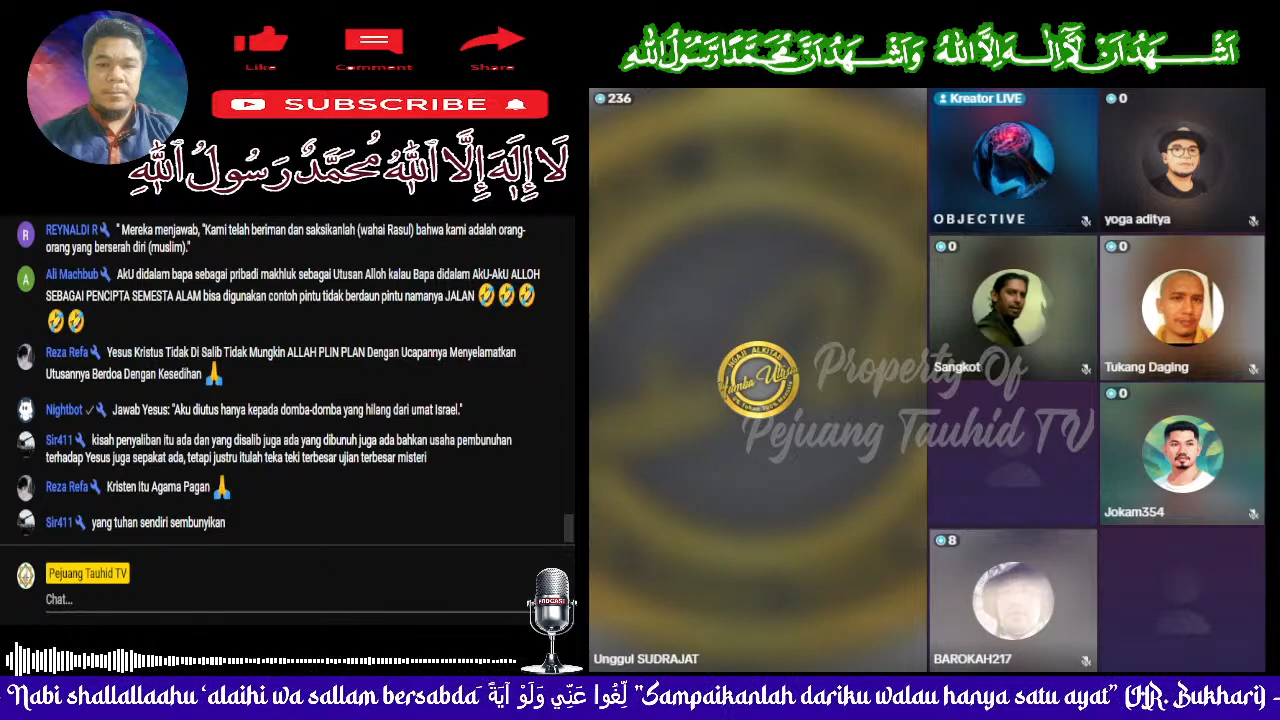 Like
Comment
Share
SUBSCRIBE
لَا إِلٰهَ إِلَّا ٱللّٰهُ مُحَمَّدٌ رَسُولُ ٱللّٰهِ
REYNALDI R " Mereka menjawab, "Kami telah beriman dan saksikanlah (wahai Rasul) bahwa kami adalah orang-
orang yang berserah diri (muslim)."
Ali Machbub AkU didalam bapa sebagai pribadi makhluk sebagai Utusan Alloh kalau Bapa didalam AkU-AkU ALLOH
SEBAGAI PENCIPTA SEMESTA ALAM bisa digunakan contoh pintu tidak berdaun pintu namanya JALAN 🤣🤣🤣
🤣🤣
Reza Refa Yesus Kristus Tidak Di Salib Tidak Mungkin ALLAH PLIN PLAN Dengan Ucapannya Menyelamatkan
Utusannya Berdoa Dengan Kesedihan 🙏
Nightbot Jawab Yesus: "Aku diutus hanya kepada domba-domba yang hilang dari umat Israel."
Sir411 kisah penyaliban itu ada dan yang disalib juga ada yang dibunuh juga ada bahkan usaha pembunuhan
terhadap Yesus juga sepakat ada, tetapi justru itulah teka teki terbesar ujian terbesar misteri
Reza Refa Kristen Itu Agama Pagan 🙏
Sir411 yang tuhan sendiri sembunyikan
Pejuang Tauhid TV
Chat...
PODCAST
اَشْهَدُ اَنْ لَّآ اِلٰهَ اِلَّا اللّٰهُ وَاَشْهَدُ اَنَّ مُحَمَّدًا رَّسُوْلُ اللّٰهِ
236
Kreator LIVE
OBJECTIVE
0
yoga aditya
0
Sangkot
0
Tukang Daging
NGAJI ALKITAB
Hamba Utusan
Property Of
Pejuang Tauhid TV
0
Jokam354
8
BAROKAH217
Unggul SUDRAJAT
Nabi shallallaahu ‘alaihi wa sallam bersabda َلِّغُوا عَنِّي وَلَوْ آيَةً "Sampaikanlah dariku walau hanya satu ayat” (HR. Bukhari) -